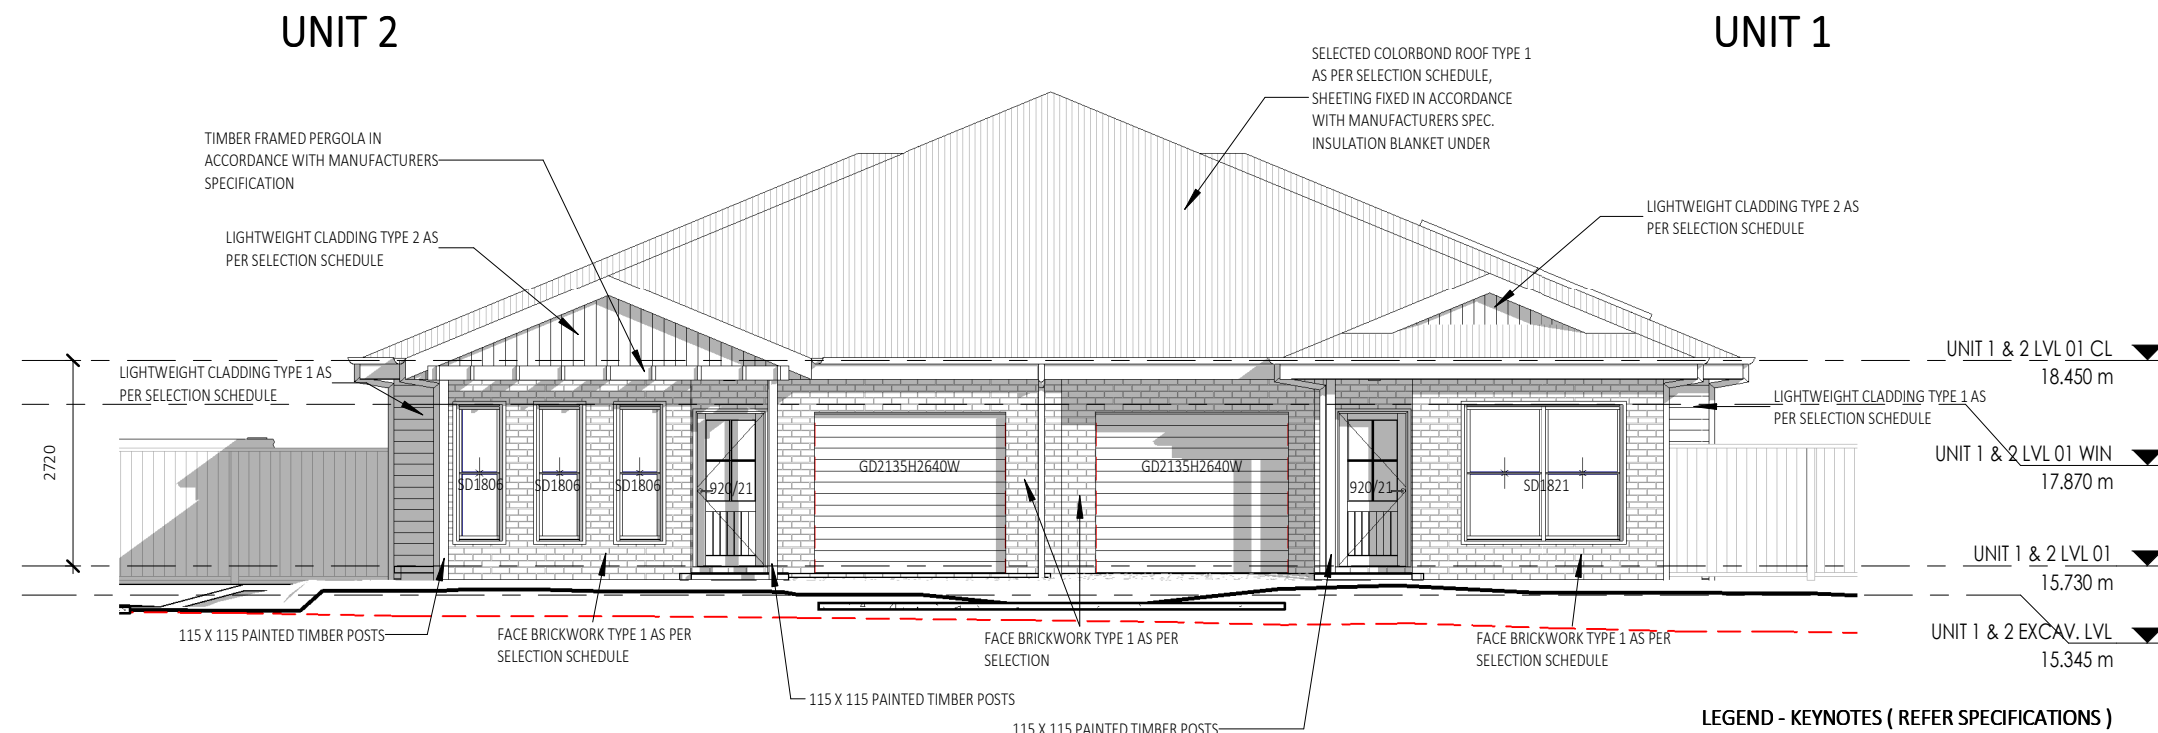 UNIT 2
UNIT 1
SELECTED COLORBOND ROOF TYPE 1
AS PER SELECTION SCHEDULE,
SHEETING FIXED IN ACCORDANCE
WITH MANUFACTURERS SPEC.
INSULATION BLANKET UNDER
TIMBER FRAMED PERGOLA IN
ACCORDANCE WITH MANUFACTURERS
SPECIFICATION
LIGHTWEIGHT CLADDING TYPE 2 AS
PER SELECTION SCHEDULE
LIGHTWEIGHT CLADDING TYPE 2 AS
PER SELECTION SCHEDULE
LIGHTWEIGHT CLADDING TYPE 1 AS
PER SELECTION SCHEDULE
UNIT 1 & 2 LVL 01 CL
18.450 m
LIGHTWEIGHT CLADDING TYPE 1 AS
PER SELECTION SCHEDULE
UNIT 1 & 2 LVL 01 WIN
17.870 m
2720
SD1806
SD1806
SD1806
920/21
GD2135H2640W
GD2135H2640W
920/21
SD1821
UNIT 1 & 2 LVL 01
15.730 m
UNIT 1 & 2 EXCAV. LVL
15.345 m
115 X 115 PAINTED TIMBER POSTS
FACE BRICKWORK TYPE 1 AS PER
SELECTION SCHEDULE
FACE BRICKWORK TYPE 1 AS PER
SELECTION
FACE BRICKWORK TYPE 1 AS PER
SELECTION SCHEDULE
115 X 115 PAINTED TIMBER POSTS
115 X 115 PAINTED TIMBER POSTS
LEGEND - KEYNOTES ( REFER SPECIFICATIONS )